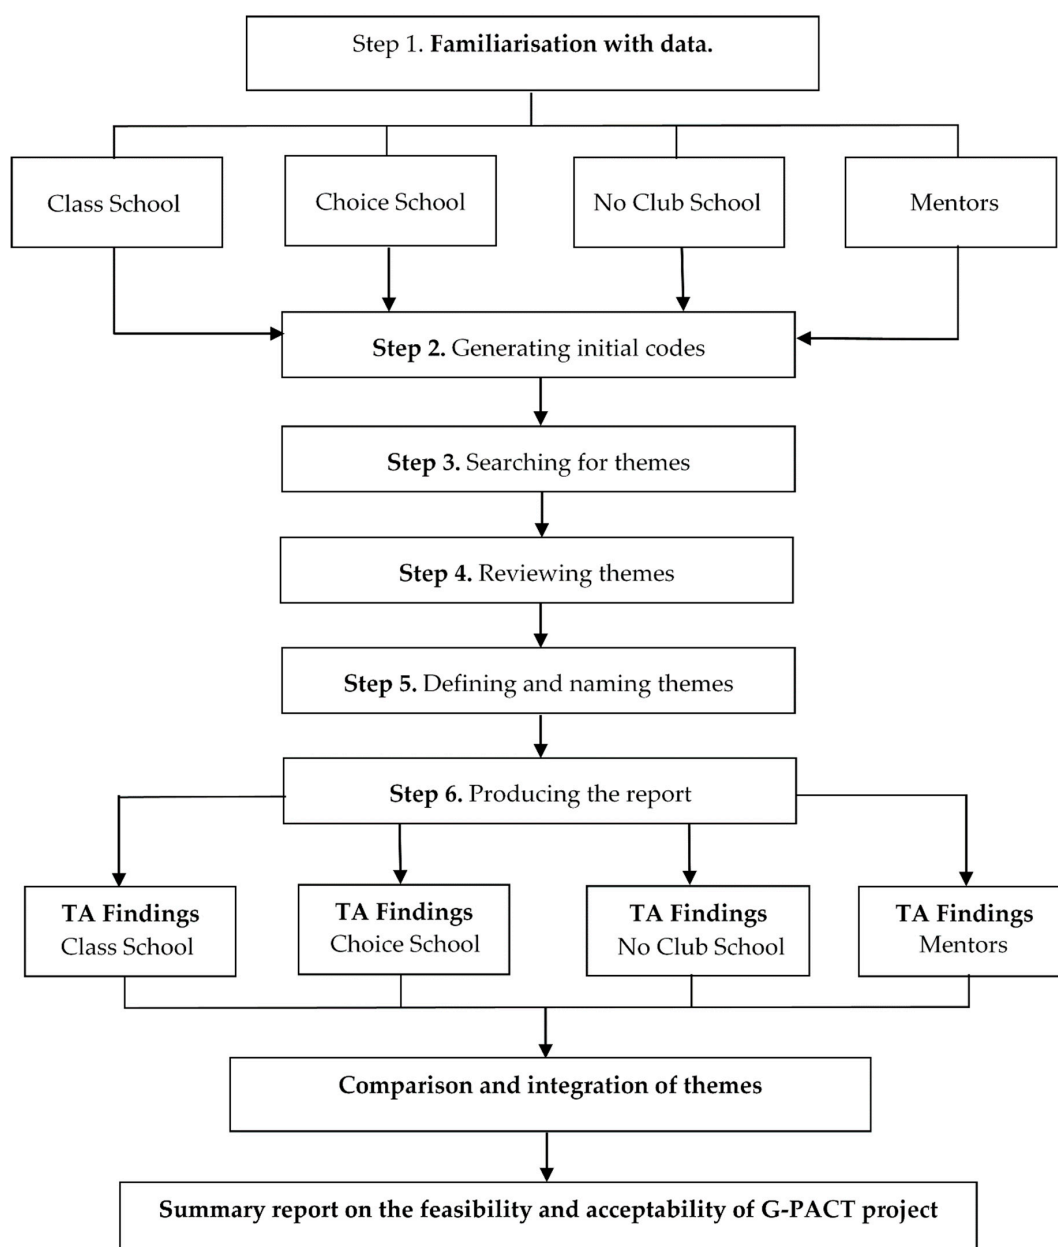 Step 1. Familiarisation with data.
Class School
Choice School
No Club School
Mentors
Step 2. Generating initial codes
Step 3. Searching for themes
Step 4. Reviewing themes
Step 5. Defining and naming themes
Step 6. Producing the report
TA Findings
Class School
TA Findings
Choice School
TA Findings
No Club School
TA Findings
Mentors
Comparison and integration of themes
Summary report on the feasibility and acceptability of G-PACT project